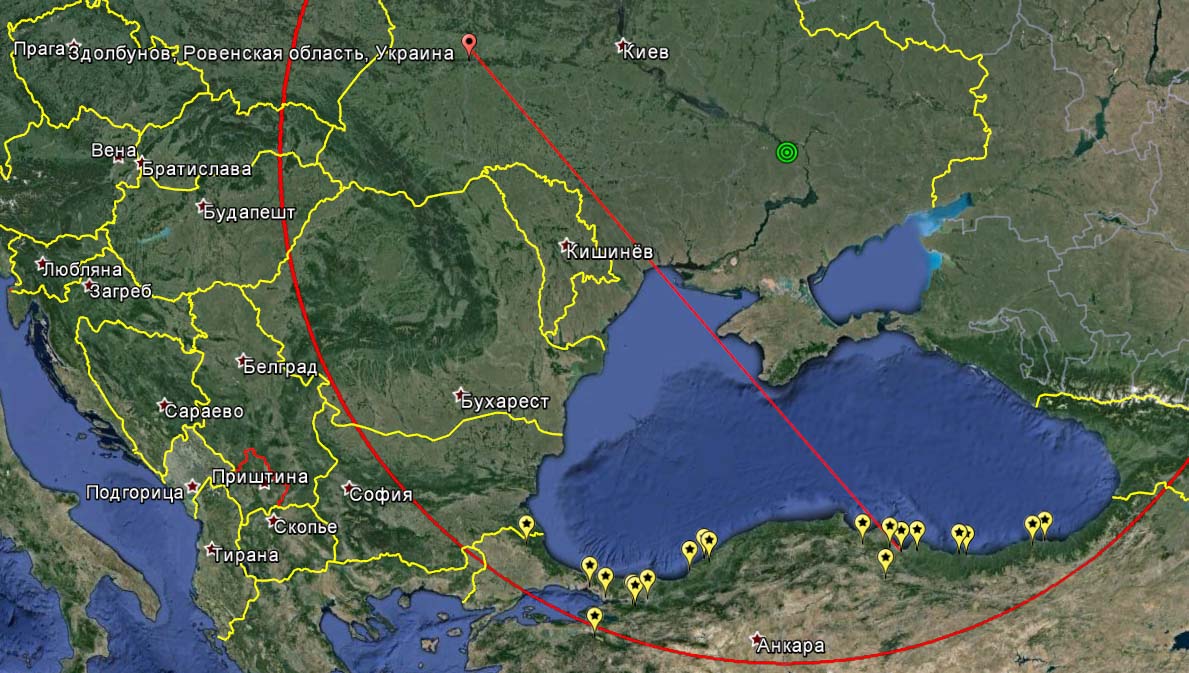 Прага
Здолбунов, Ровенская область, Украина
Киев
Вена
Братислава
Будапешт
Кишинёв
Любляна
Загреб
Белград
Бухарест
Сараево
Приштина
Подгорица
София
Скопье
Тирана
Анкара